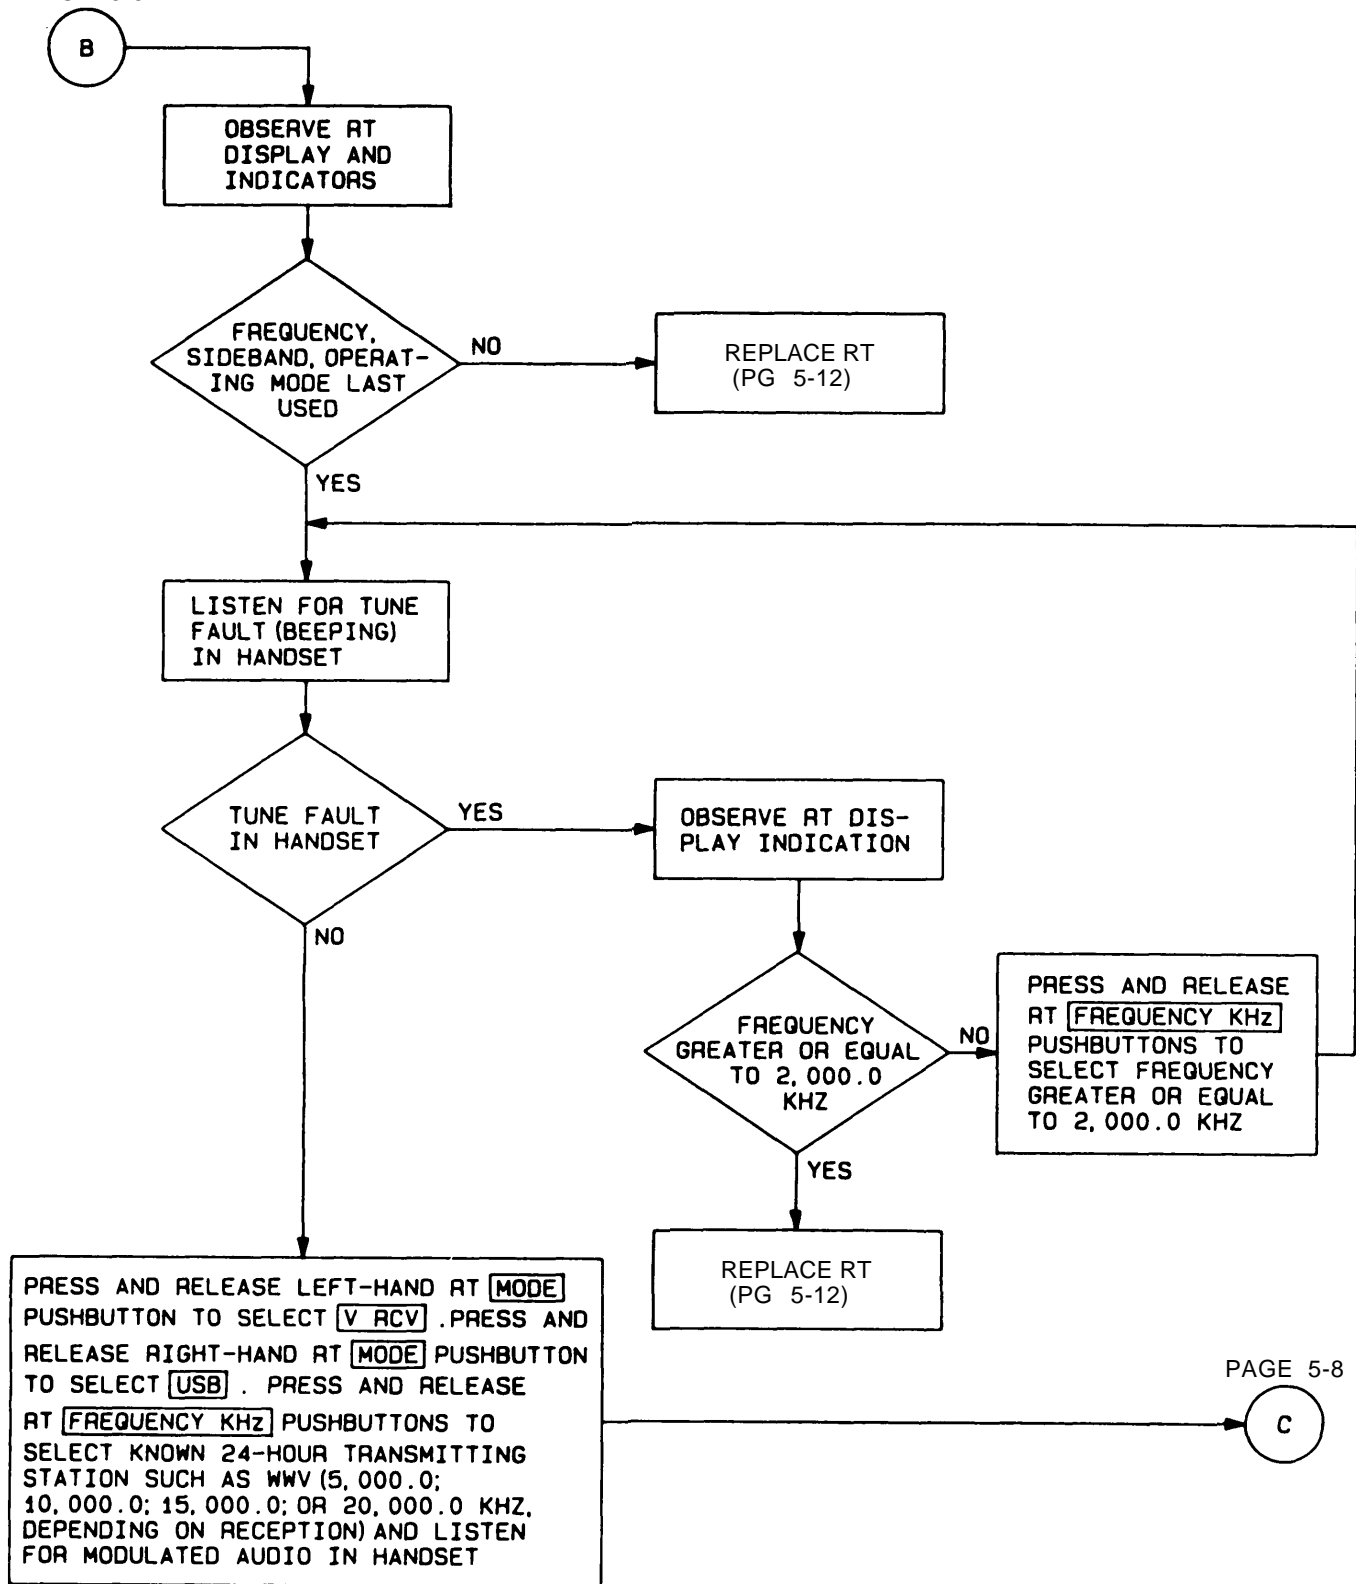 B
OBSERVE RT
DISPLAY AND
INDICATORS
FREQUENCY,
SIDEBAND, OPERAT-
ING MODE LAST
USED
NO
REPLACE RT
(PG 5-12)
YES
LISTEN FOR TUNE
FAULT (BEEPING)
IN HANDSET
TUNE FAULT
IN HANDSET
YES
OBSERVE RT DIS-
PLAY INDICATION
NO
FREQUENCY
GREATER OR EQUAL
TO 2,000.0
KHZ
NO
PRESS AND RELEASE
RT FREQUENCY KHz
PUSHBUTTONS TO
SELECT FREQUENCY
GREATER OR EQUAL
TO 2,000.0 KHZ
YES
REPLACE RT
(PG 5-12)
PRESS AND RELEASE LEFT-HAND RT MODE
PUSHBUTTON TO SELECT V RCV . PRESS AND
RELEASE RIGHT-HAND RT MODE PUSHBUTTON
TO SELECT USB . PRESS AND RELEASE
RT FREQUENCY KHz PUSHBUTTONS TO
SELECT KNOWN 24-HOUR TRANSMITTING
STATION SUCH AS WWV (5,000.0;
10,000.0; 15,000.0; OR 20,000.0 KHZ,
DEPENDING ON RECEPTION) AND LISTEN
FOR MODULATED AUDIO IN HANDSET
PAGE 5-8
C